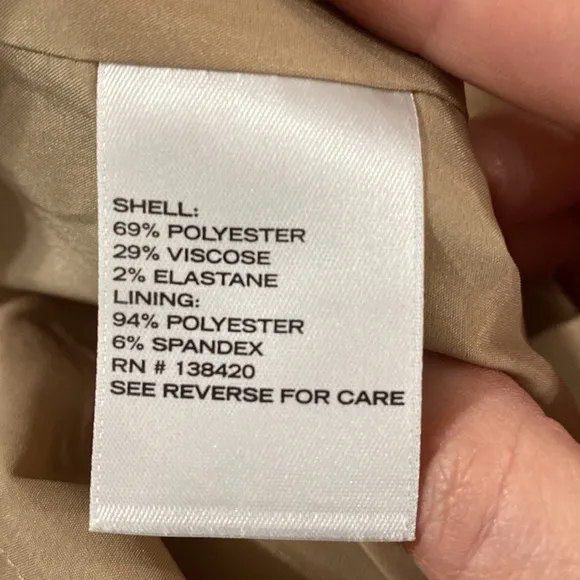 SHELL:
69% POLYESTER
29% VISCOSE
2% ELASTANE
LINING:
94% POLYESTER
6% SPANDEX
RN # 138420
SEE REVERSE FOR CARE